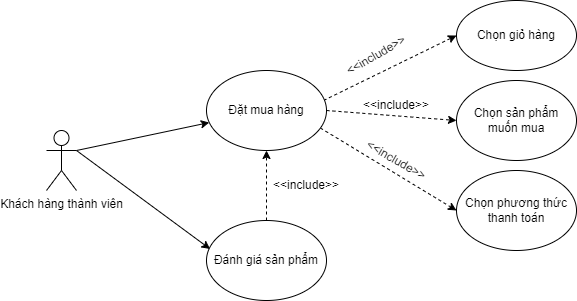 Chọn giỏ hàng
<<include>>
Đặt mua hàng
<<include>>
Chọn sản phẩm
muốn mua
<<include>>
Khách hàng thành viên
<<include>>
Chọn phương thức
thanh toán
Đánh giá sản phẩm